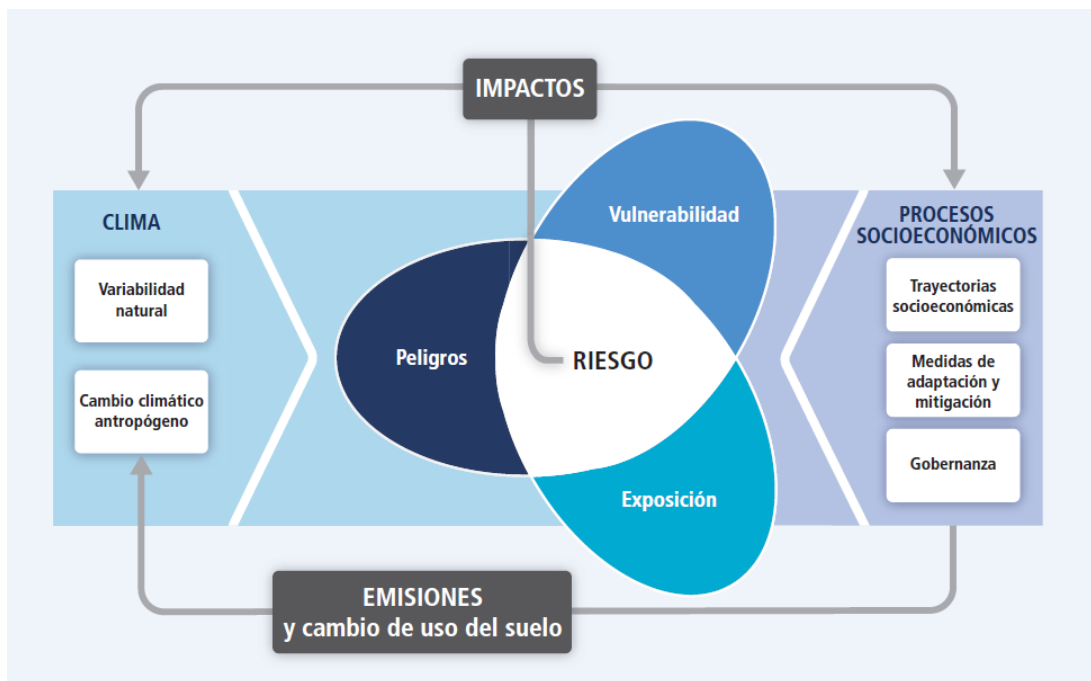 IMPACTOS
CLIMA
Variabilidad
natural
Cambio climático
antropógeno
Peligros
Vulnerabilidad
RIESGO
Exposición
PROCESOS
SOCIOECONÓMICOS
Trayectorias
socioeconómicas
Medidas de
adaptación y
mitigación
Gobernanza
EMISIONES
y cambio de uso del suelo